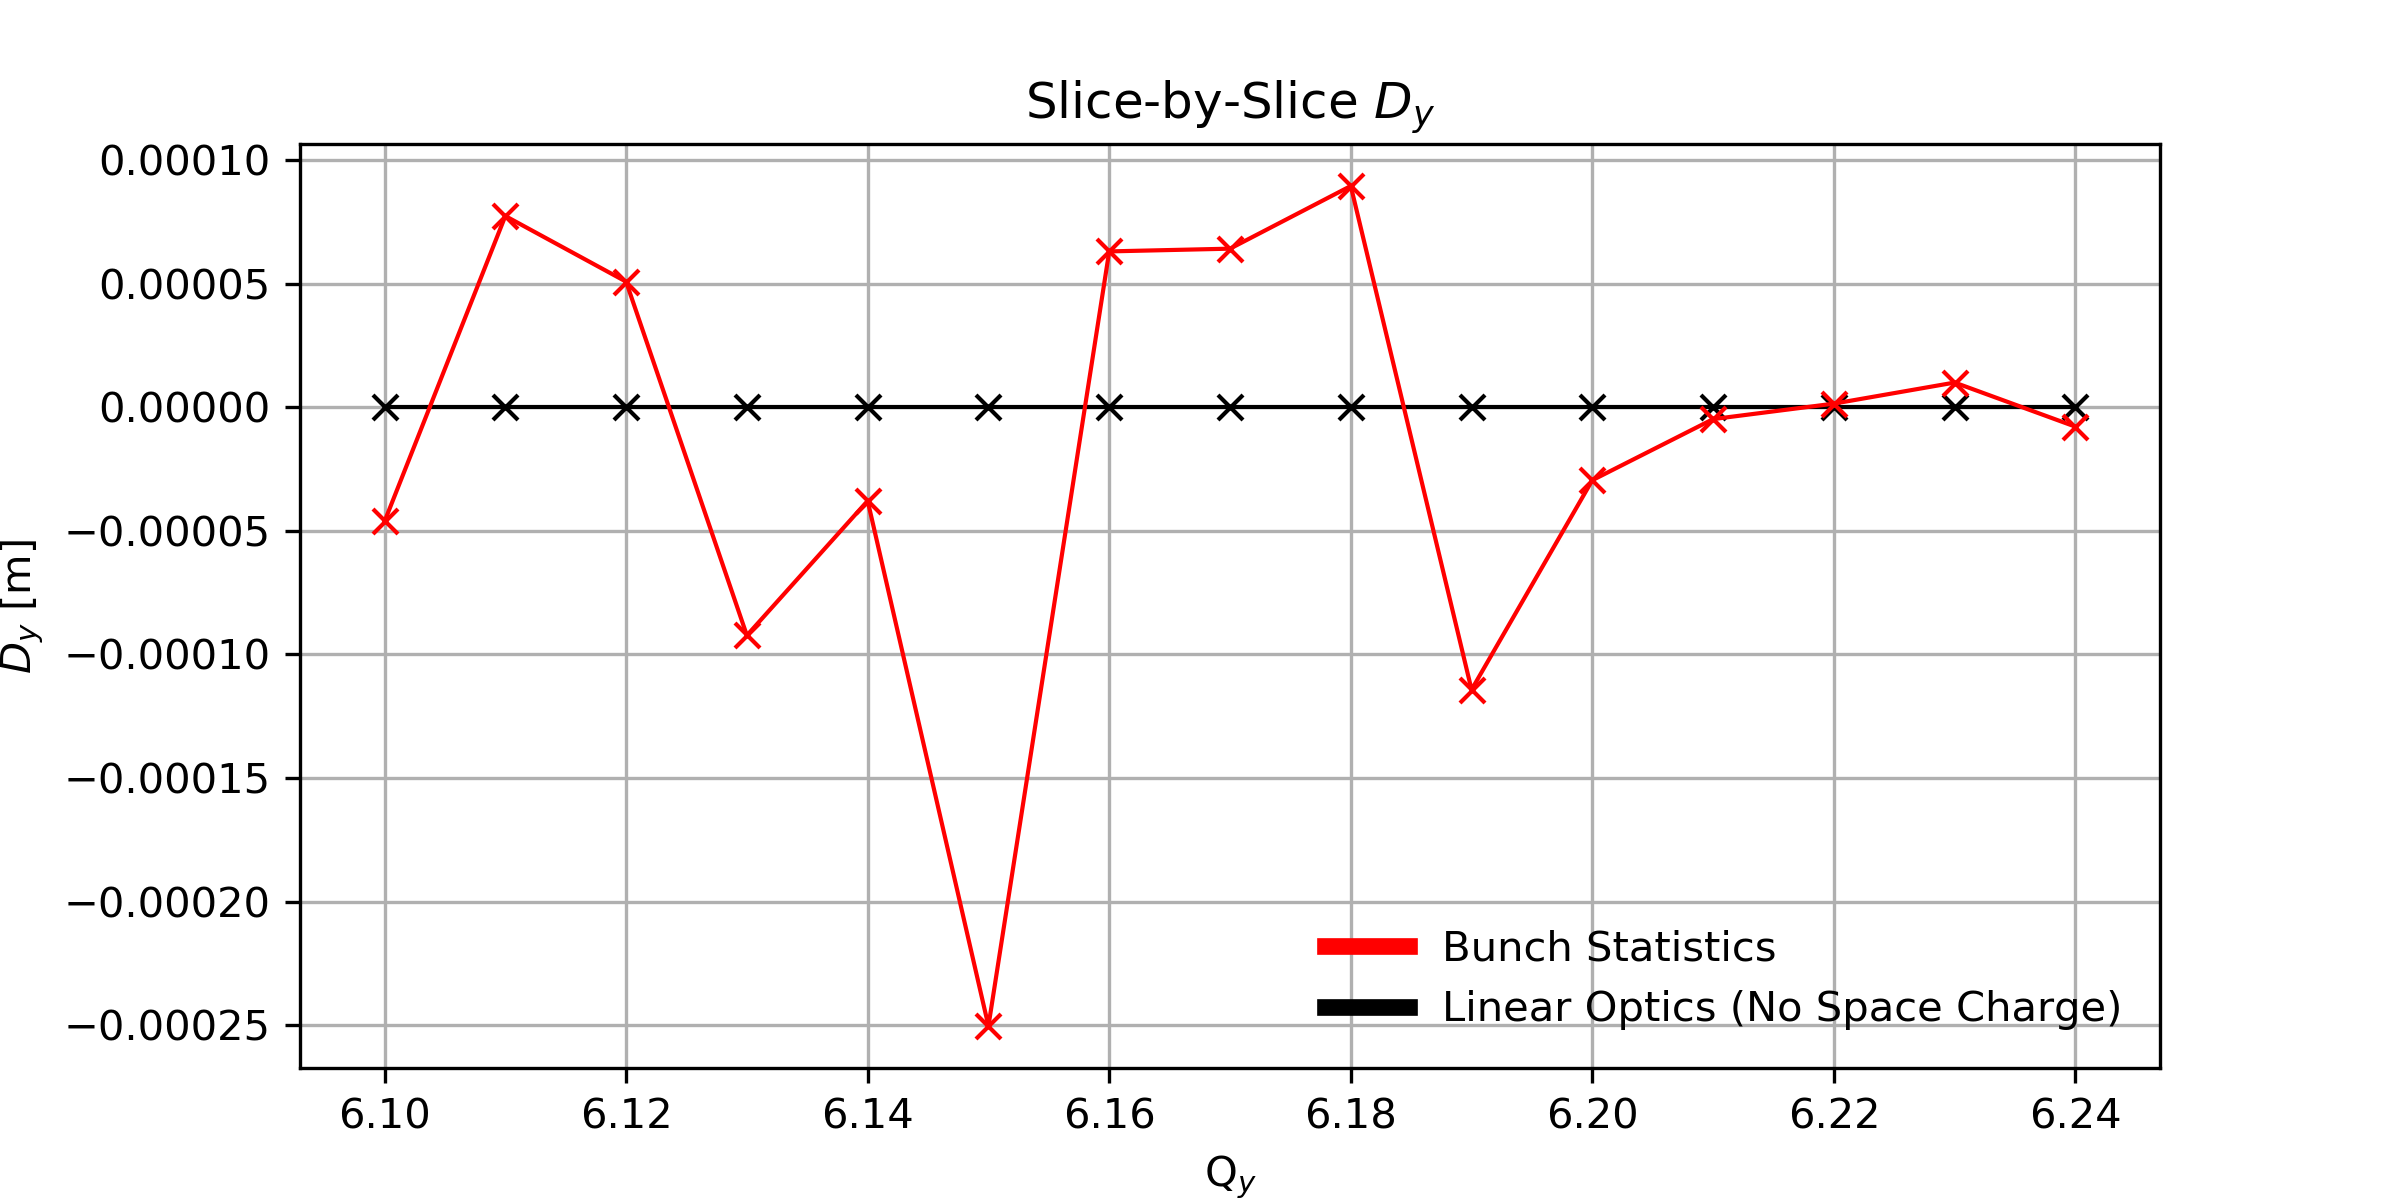 Slice-by-Slice D_y
0.00010
0.00005
0.00000
−0.00005
−0.00010
−0.00015
−0.00020
−0.00025
D_y [m]
Bunch Statistics
Linear Optics (No Space Charge)
6.10 6.12 6.14 6.16 6.18 6.20 6.22 6.24
Q_y